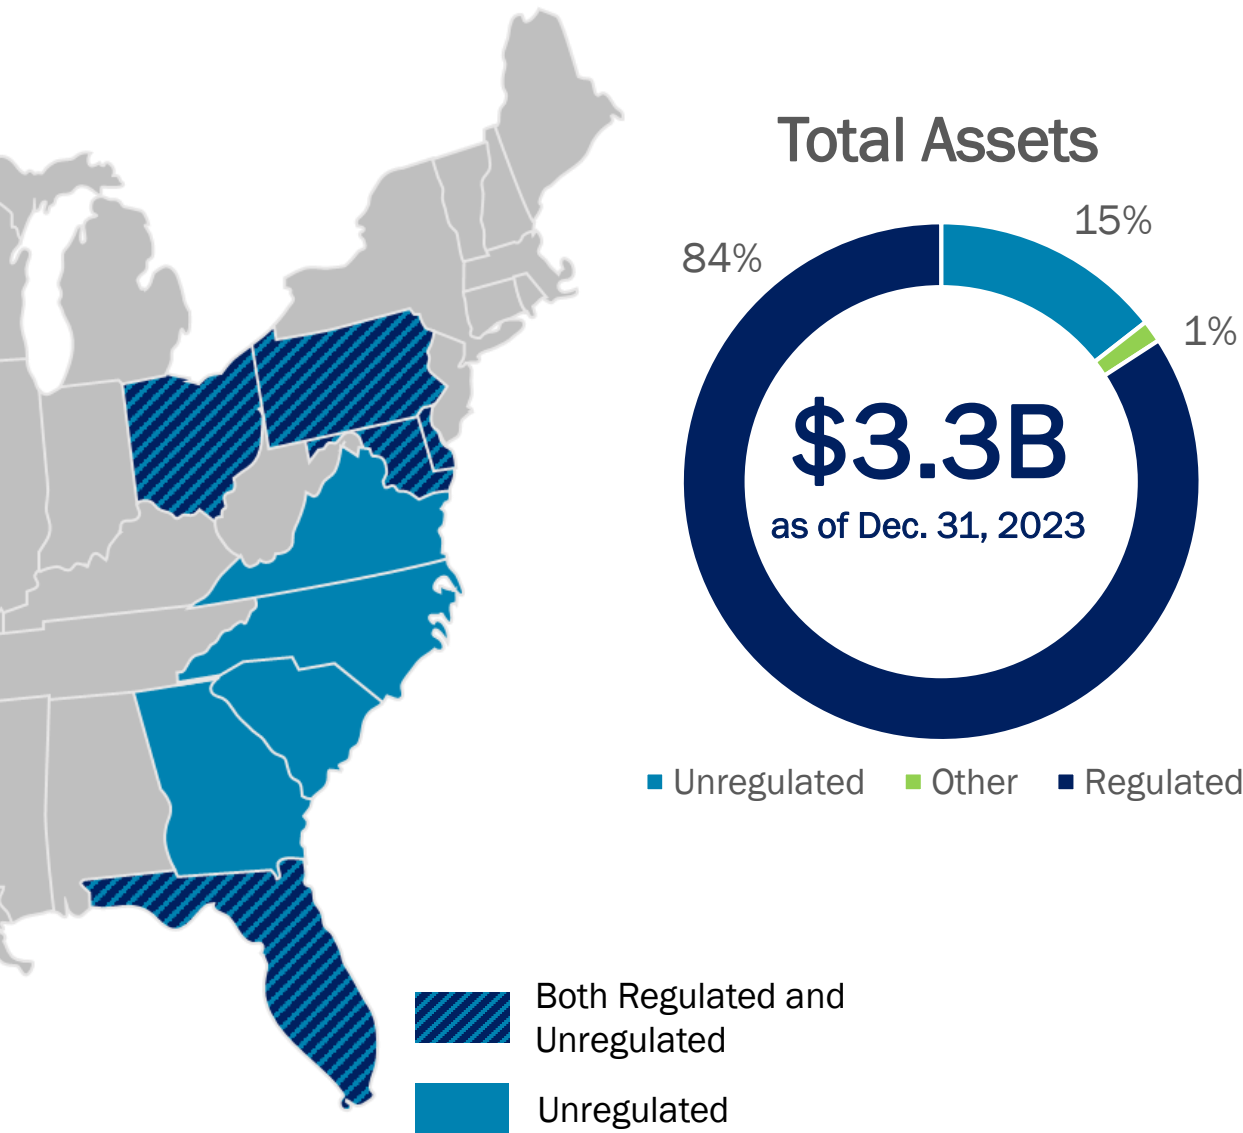 Total Assets
84%
15%
1%
$3.3B
as of Dec. 31, 2023
Unregulated Other Regulated
Both Regulated and
Unregulated
Unregulated